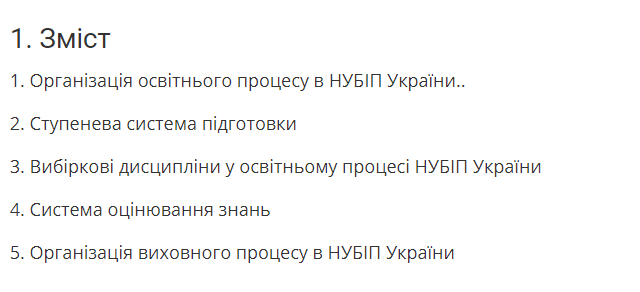 1. Зміст
1. Організація освітнього процесу в НУБІП України..
2. Ступенева система підготовки
3. Вибіркові дисципліни у освітньому процесі НУБІП України
4. Система оцінювання знань
5. Організація виховного процесу в НУБІП України